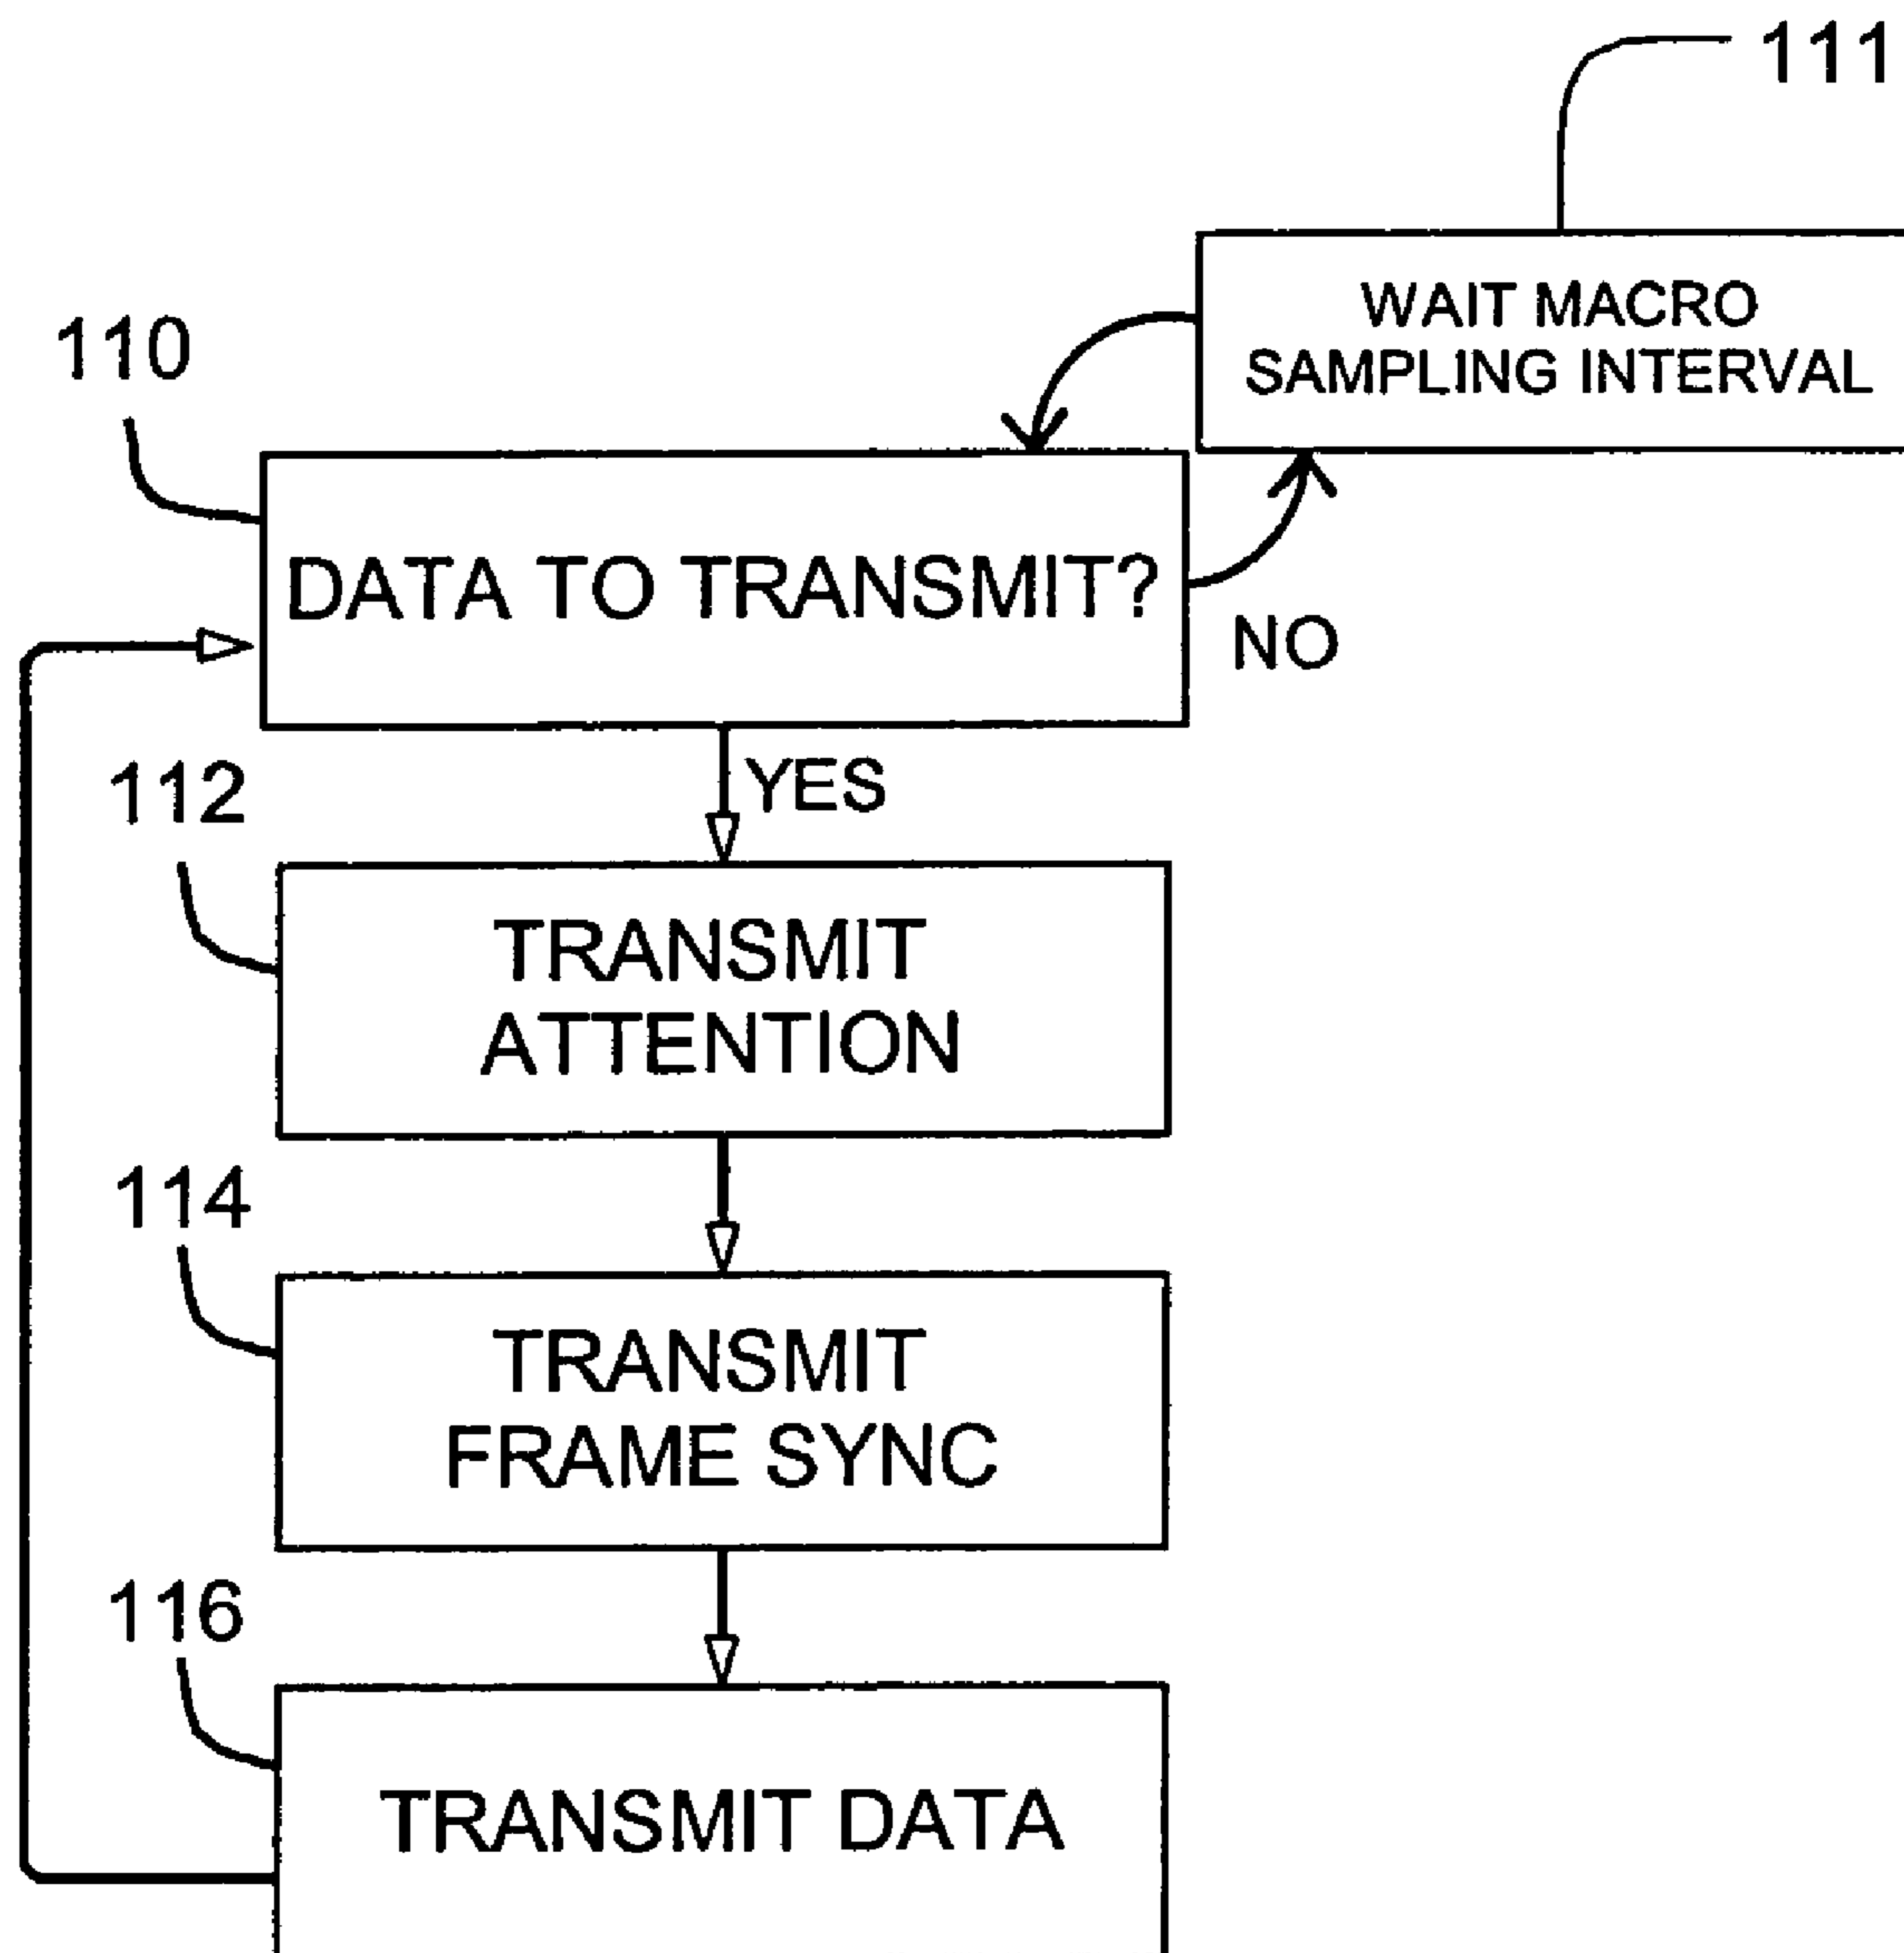 111
WAIT MACRO
SAMPLING INTERVAL
110
DATA TO TRANSMIT?
NO
YES
112
TRANSMIT
ATTENTION
114
TRANSMIT
FRAME SYNC
116
TRANSMIT DATA